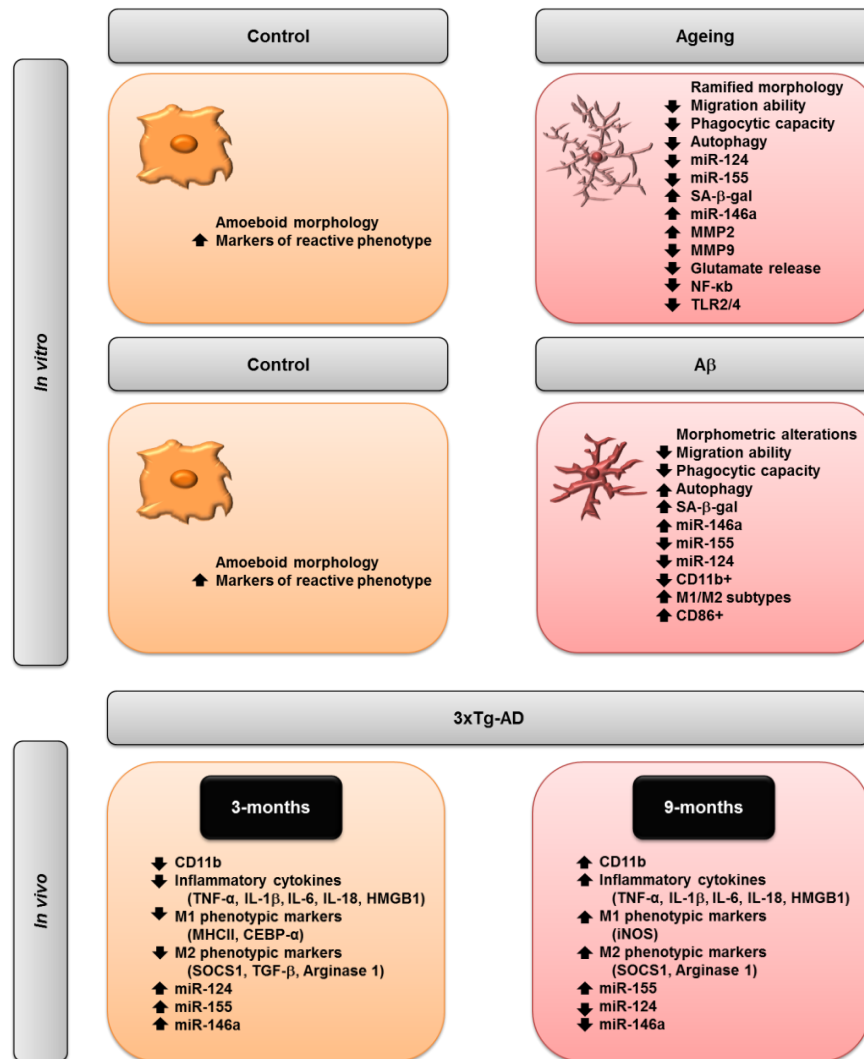 Control
Ageing
In vitro
Amoeboid morphology
Markers of reactive phenotype
Ramified morphology
Migration ability
Phagocytic capacity
Autophagy
miR-124
miR-155
SA-β-gal
miR-146a
MMP2
MMP9
Glutamate release
NF-κb
TLR2/4
Control
Aβ
Amoeboid morphology
Markers of reactive phenotype
Morphometric alterations
Migration ability
Phagocytic capacity
Autophagy
SA-β-gal
miR-146a
miR-155
miR-124
CD11b+
M1/M2 subtypes
CD86+
3xTg-AD
In vivo
3-months
CD11b
Inflammatory cytokines
(TNF-α, IL-1β, IL-6, IL-18, HMGB1)
M1 phenotypic markers
(MHCII, CEBP-α)
M2 phenotypic markers
(SOCS1, TGF-β, Arginase 1)
miR-124
miR-155
miR-146a
9-months
CD11b
Inflammatory cytokines
(TNF-α, IL-1β, IL-6, IL-18, HMGB1)
M1 phenotypic markers
(iNOS)
M2 phenotypic markers
(SOCS1, Arginase 1)
miR-155
miR-124
miR-146a